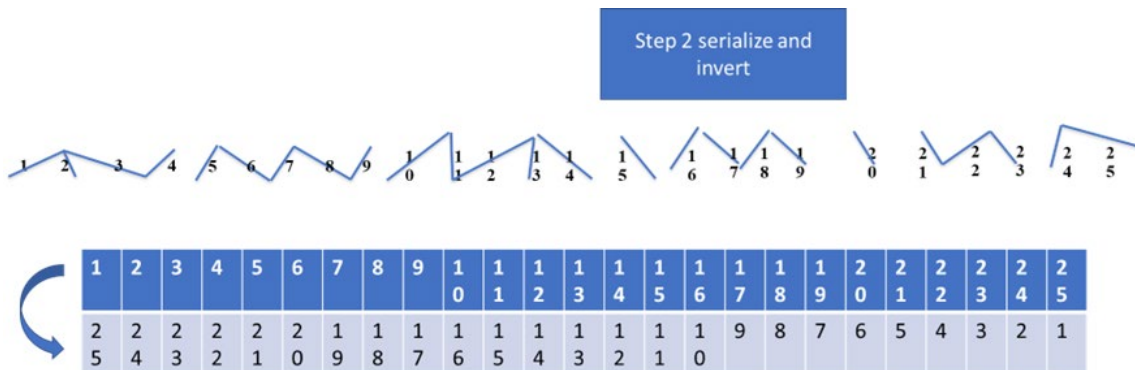 Step 2 serialize and
invert
1 2 3 4 5 6 7 8 9 10 11 12 13 14 15 16 17 18 19 20 21 22 23 24 25
1 2 3 4 5 6 7 8 9 10 11 12 13 14 15 16 17 18 19 20 21 22 23 24 25
25 24 23 22 21 20 19 18 17 16 15 14 13 12 11 10 9 8 7 6 5 4 3 2 1